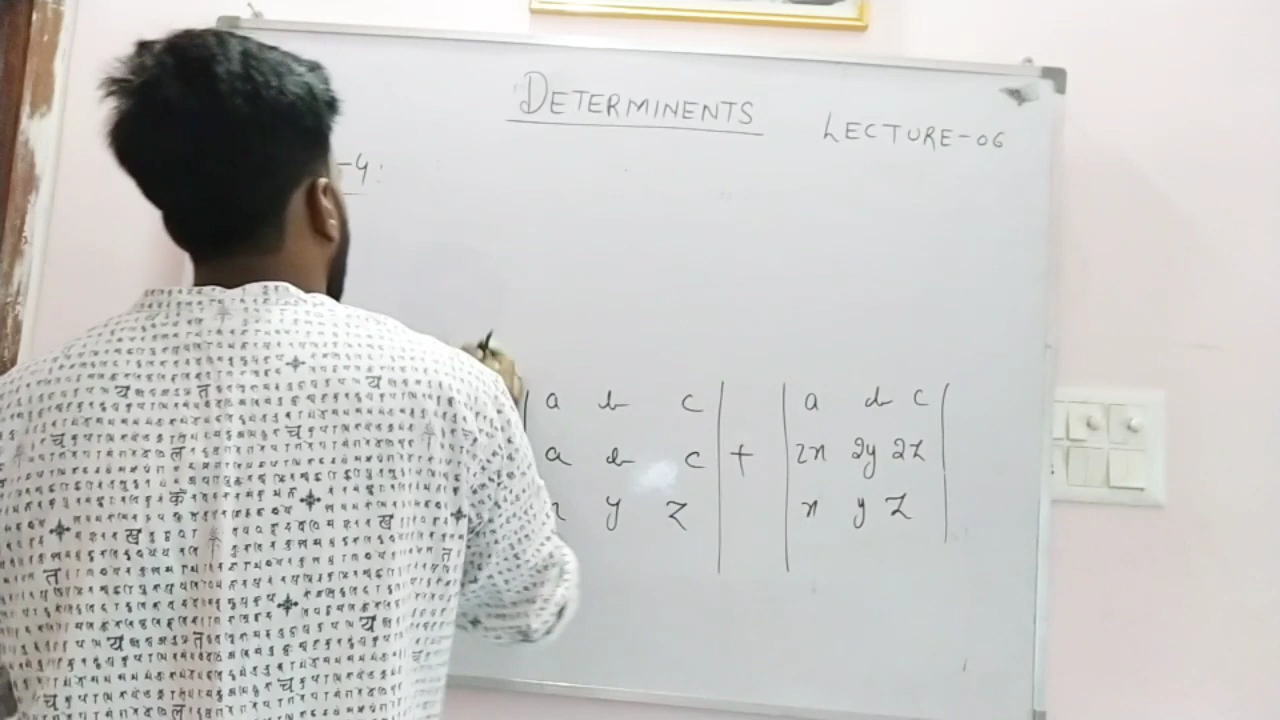 DETERMINENTS
LECTURE-06
-4:
a b c
a b c
a b c + 2x 2y 2z
y z
x y z